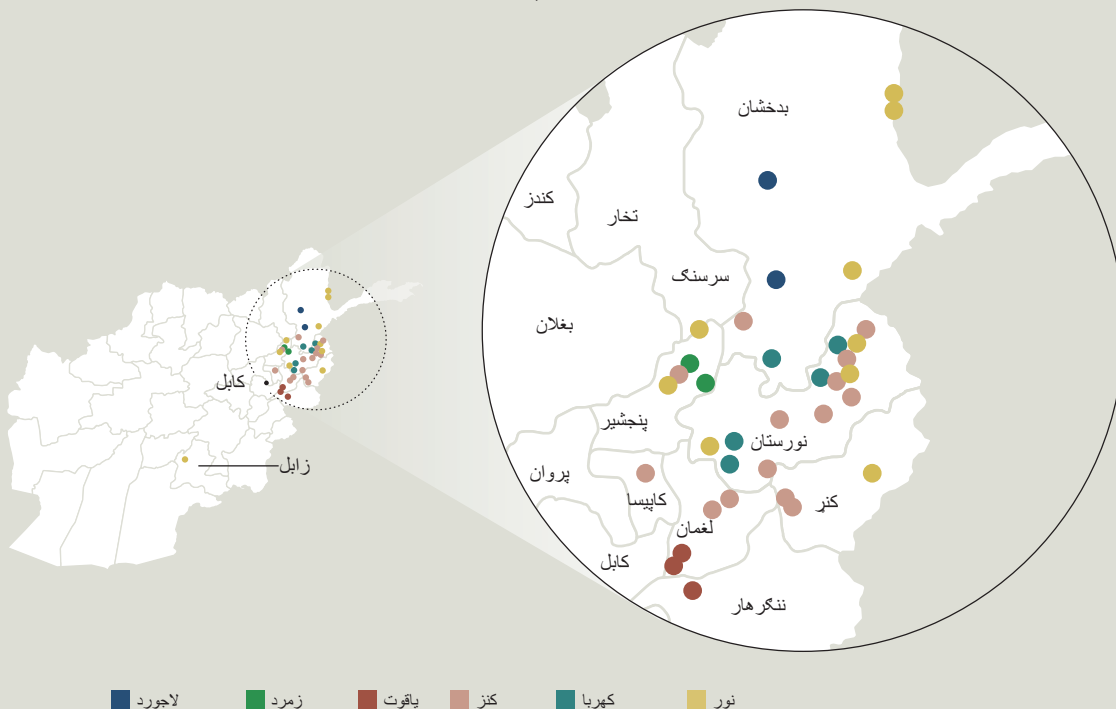 بدخشان
کندز
تخار
سرسنگ
بغلان
کابل
پنجشیر
نورستان
زابل
پروان
کاپیسا
کنړ
لغمان
کابل
ننگرهار
لاجورد
زمرد
یاقوت
کنز
کهربا
نور